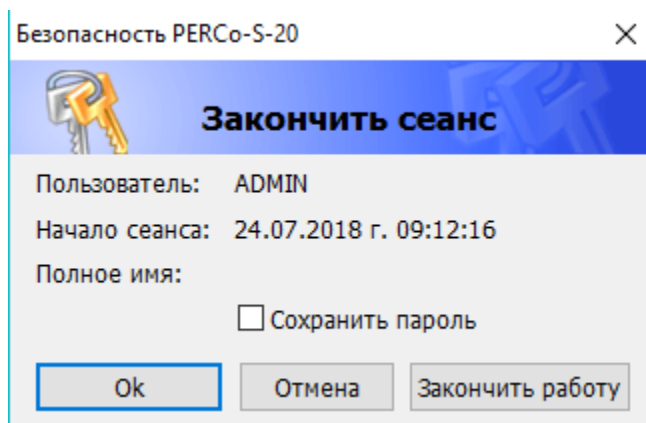 Безопасность PERCo-S-20
Закончить сеанс
Пользователь: ADMIN
Начало сеанса: 24.07.2018 г. 09:12:16
Полное имя:
Сохранить пароль
Ok Отмена Закончить работу